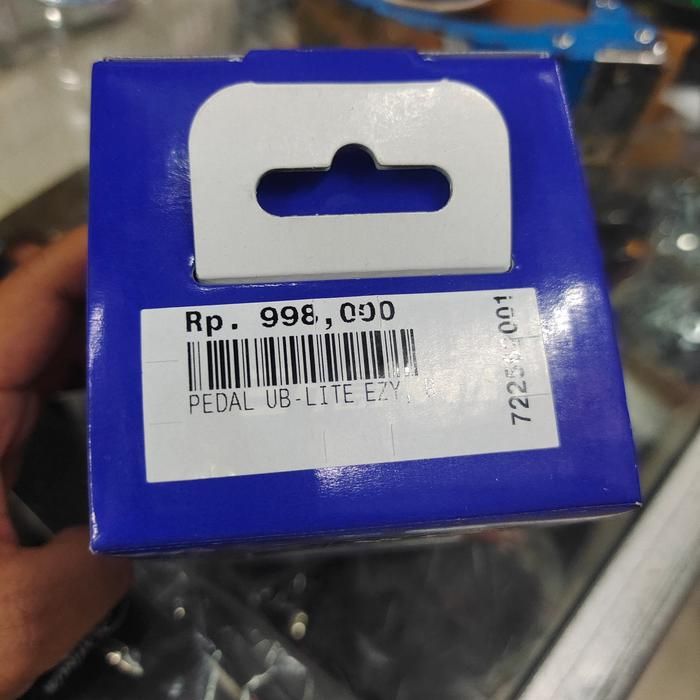 Rp. 998,000
PEDAL UB-LITE EZY,